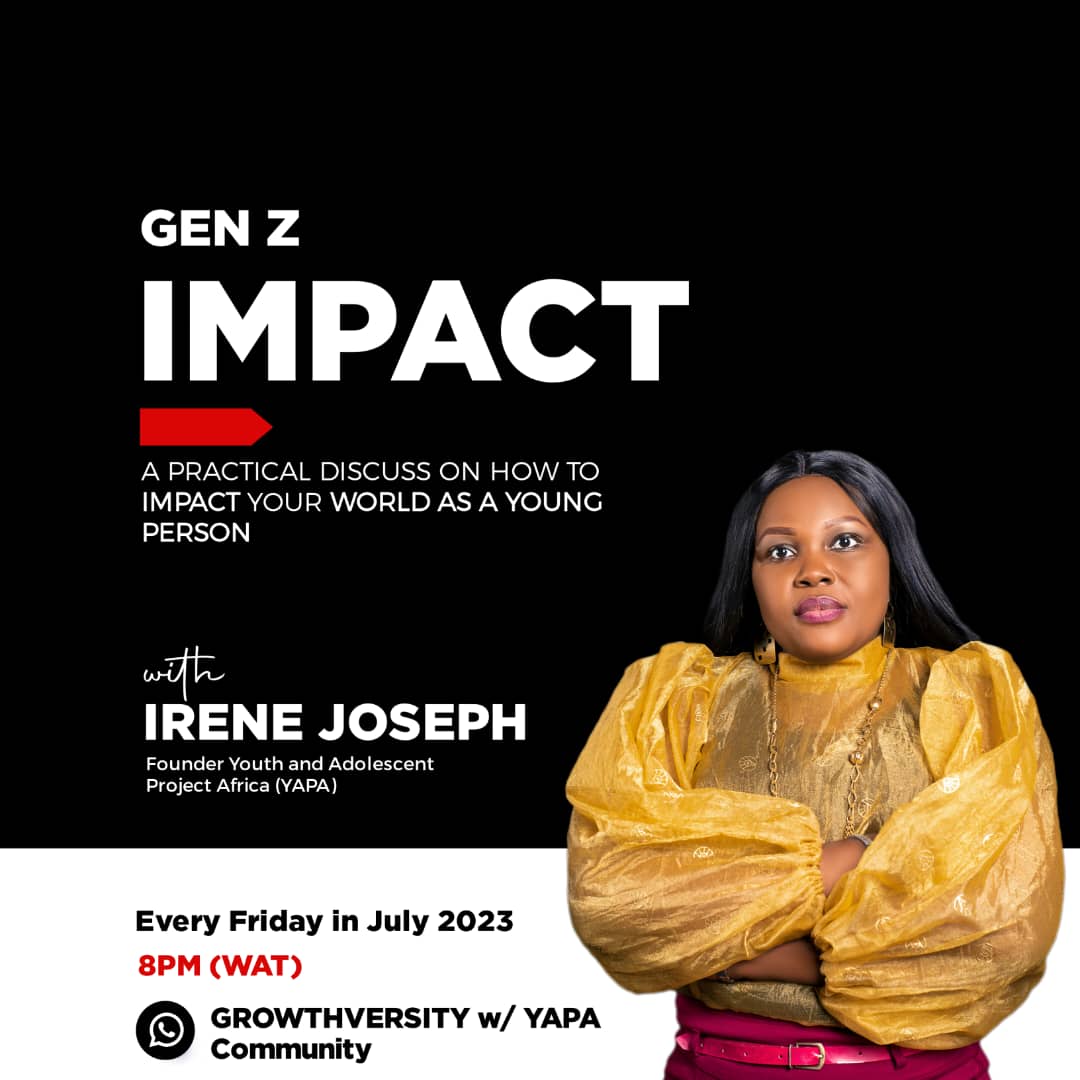 GEN Z
IMPACT
A PRACTICAL DISCUSS ON HOW TO
IMPACT YOUR WORLD AS A YOUNG
PERSON
with
IRENE JOSEPH
Founder Youth and Adolescent
Project Africa (YAPA)
Every Friday in July 2023
8PM (WAT)
GROWTHVERSITY w/ YAPA
Community